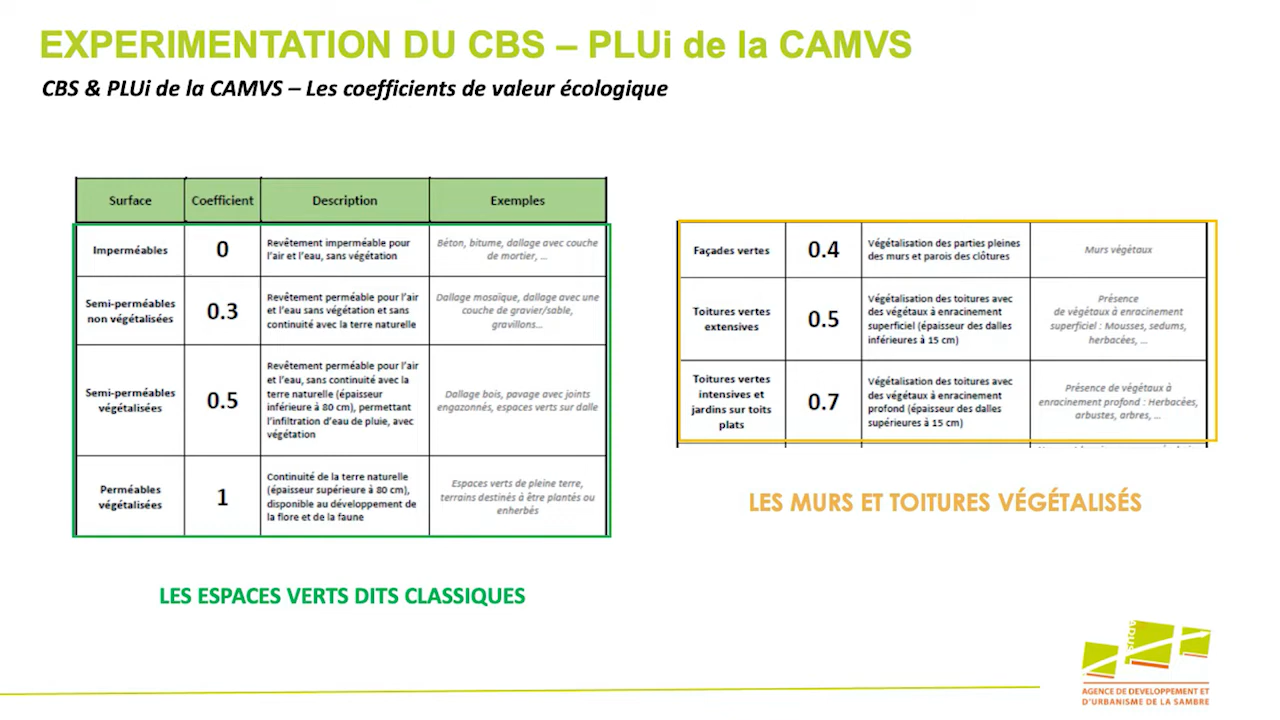 EXPERIMENTATION DU CBS – PLUi de la CAMVS
CBS & PLUi de la CAMVS – Les coefficients de valeur écologique
Surface
Coefficient
Description
Exemples
Imperméables
0
Revêtement imperméable pour
l'air et l'eau, sans végétation
Béton, bitume, dallage avec couche
de mortier, ...
Semi-perméables
non végétalisées
0.3
Revêtement perméable pour l'air
et l'eau sans végétation et sans
continuité avec la terre naturelle
Dallage mosaïque, dallage avec une
couche de gravier/sable,
gravillons...
Semi-perméables
végétalisées
0.5
Revêtement perméable pour l'air
et l'eau, sans continuité avec la
terre naturelle (épaisseur
inférieure à 80 cm), permettant
l'infiltration d'eau de pluie, avec
végétation
Dallage bois, pavage avec joints
engazonnés, espaces verts sur dalle
Perméables
végétalisées
1
Continuité de la terre naturelle
(épaisseur supérieure à 80 cm),
disponible au développement de
la flore et de la faune
Espaces verts de pleine terre,
terrains destinés à être plantés ou
enherbés
LES ESPACES VERTS DITS CLASSIQUES
Façades vertes
0.4
Végétalisation des parties pleines
des murs et parois des clôtures
Murs végétaux
Toitures vertes
extensives
0.5
Végétalisation des toitures avec
des végétaux à enracinement
superficiel (épaisseur des dalles
inférieures à 15 cm)
Présence
de végétaux à enracinement
superficiel : Mousses, sedums,
herbacées, ...
Toitures vertes
intensives et
jardins sur toits
plats
0.7
Végétalisation des toitures avec
des végétaux à enracinement
profond (épaisseur des dalles
supérieures à 15 cm)
Présence de végétaux à
enracinement profond : Herbacées,
arbustes, arbres, ...
LES MURS ET TOITURES VÉGÉTALISÉS
AGENCE DE DEVELOPPEMENT ET
D'URBANISME DE LA SAMBRE